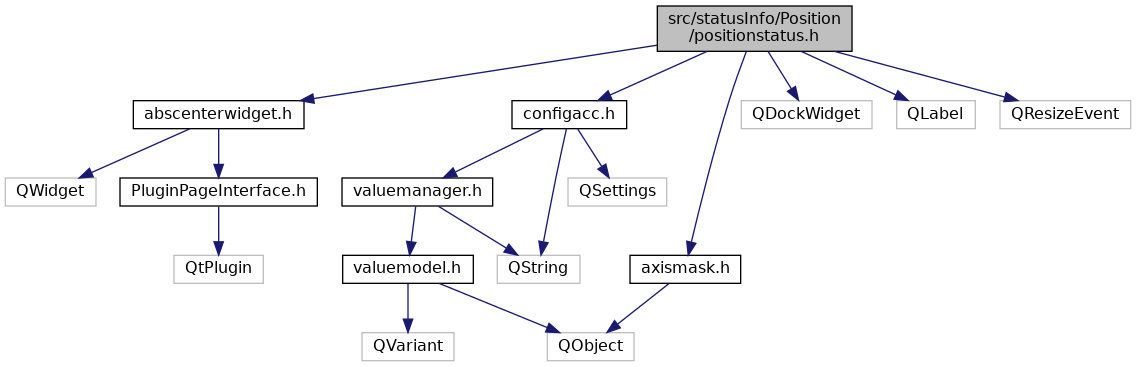 src/statusInfo/Position
/positionstatus.h
abscenterwidget.h
configacc.h
QDockWidget
QLabel
QResizeEvent
QWidget
PluginPageInterface.h
valuemanager.h
QSettings
QtPlugin
valuemodel.h
QString
axismask.h
QVariant
QObject